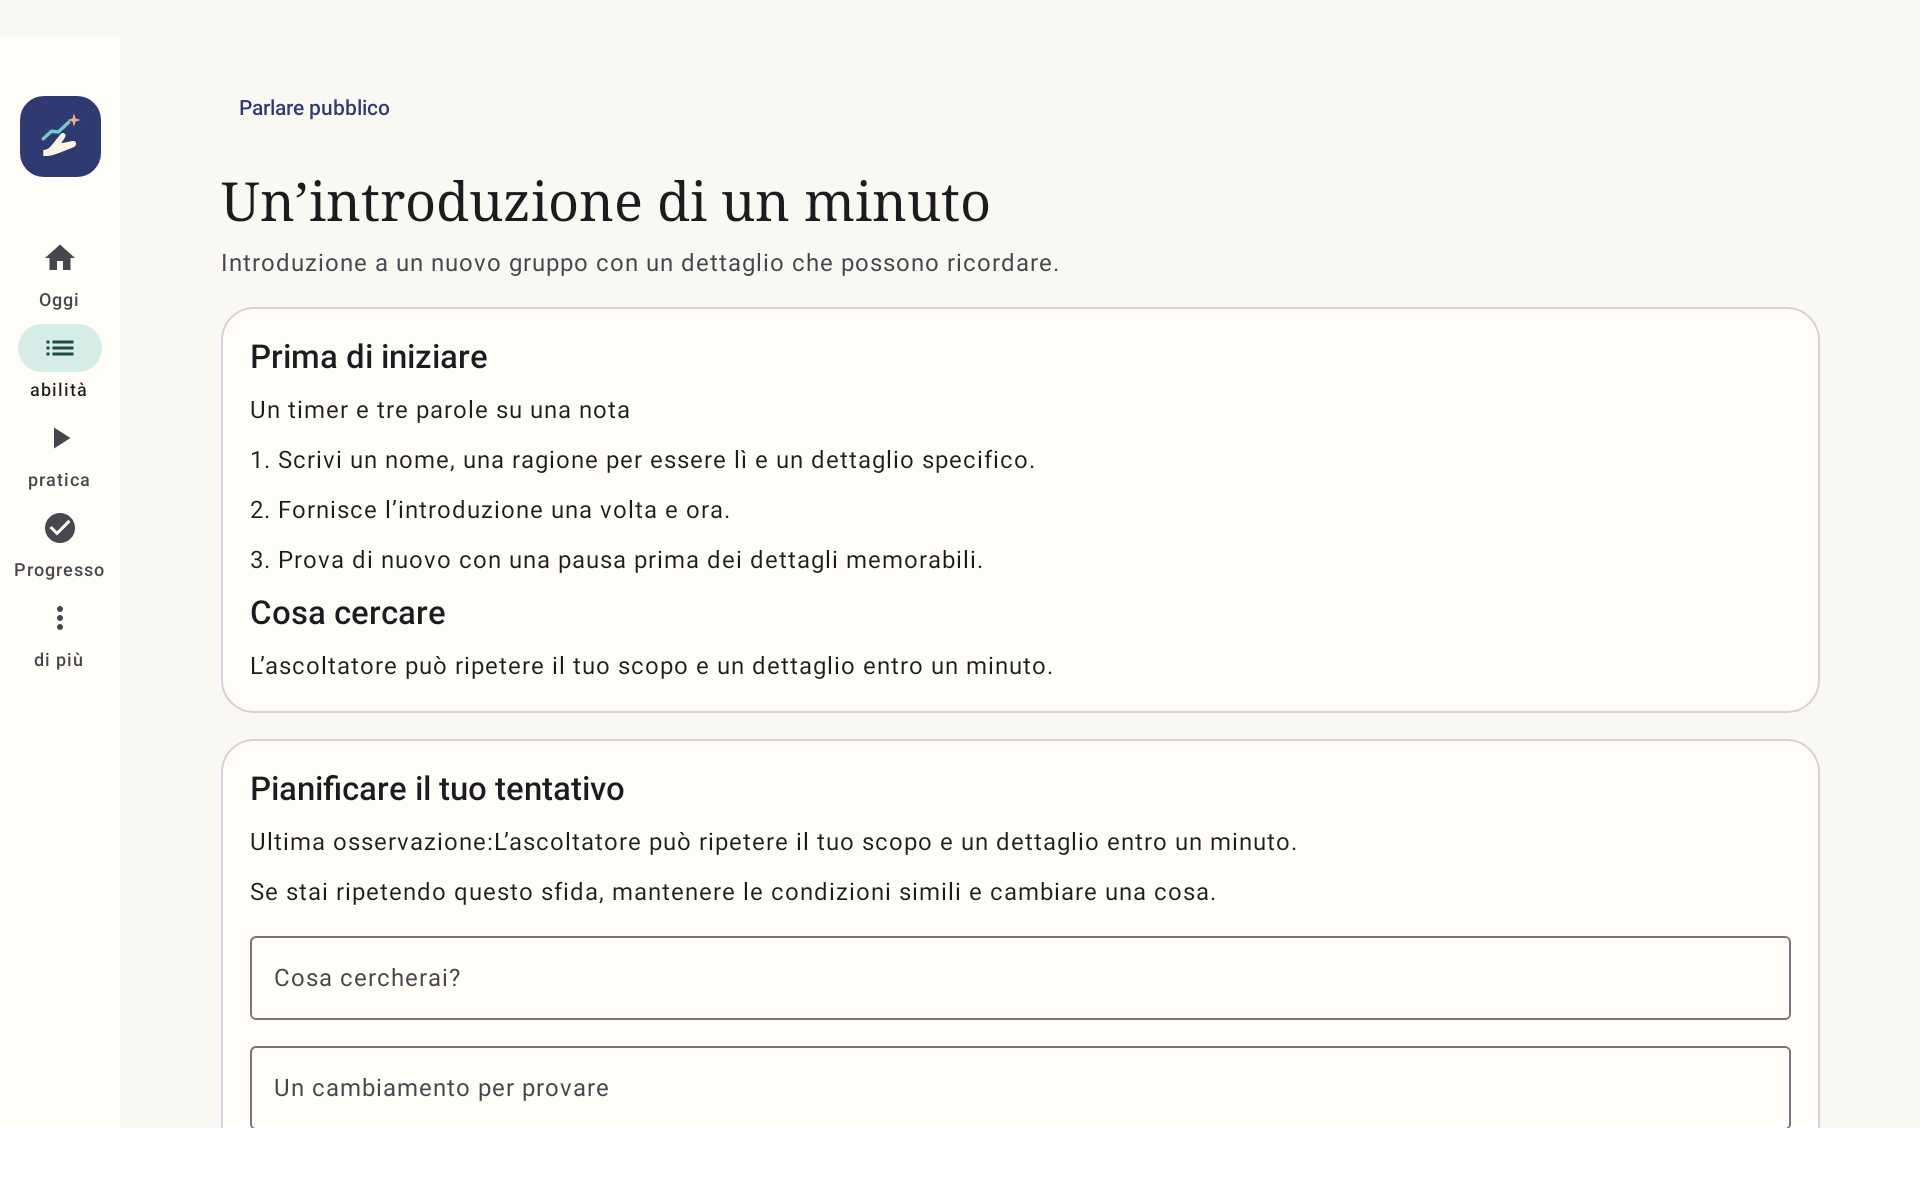 Parlare pubblico
Un’introduzione di un minuto
Introduzione a un nuovo gruppo con un dettaglio che possono ricordare.
Oggi
abilità
pratica
Progresso
di più
Prima di iniziare
Un timer e tre parole su una nota
1. Scrivi un nome, una ragione per essere lì e un dettaglio specifico.
2. Fornisce l’introduzione una volta e ora.
3. Prova di nuovo con una pausa prima dei dettagli memorabili.
Cosa cercare
L’ascoltatore può ripetere il tuo scopo e un dettaglio entro un minuto.
Pianificare il tuo tentativo
Ultima osservazione:L’ascoltatore può ripetere il tuo scopo e un dettaglio entro un minuto.
Se stai ripetendo questo sfida, mantenere le condizioni simili e cambiare una cosa.
Cosa cercherai?
Un cambiamento per provare